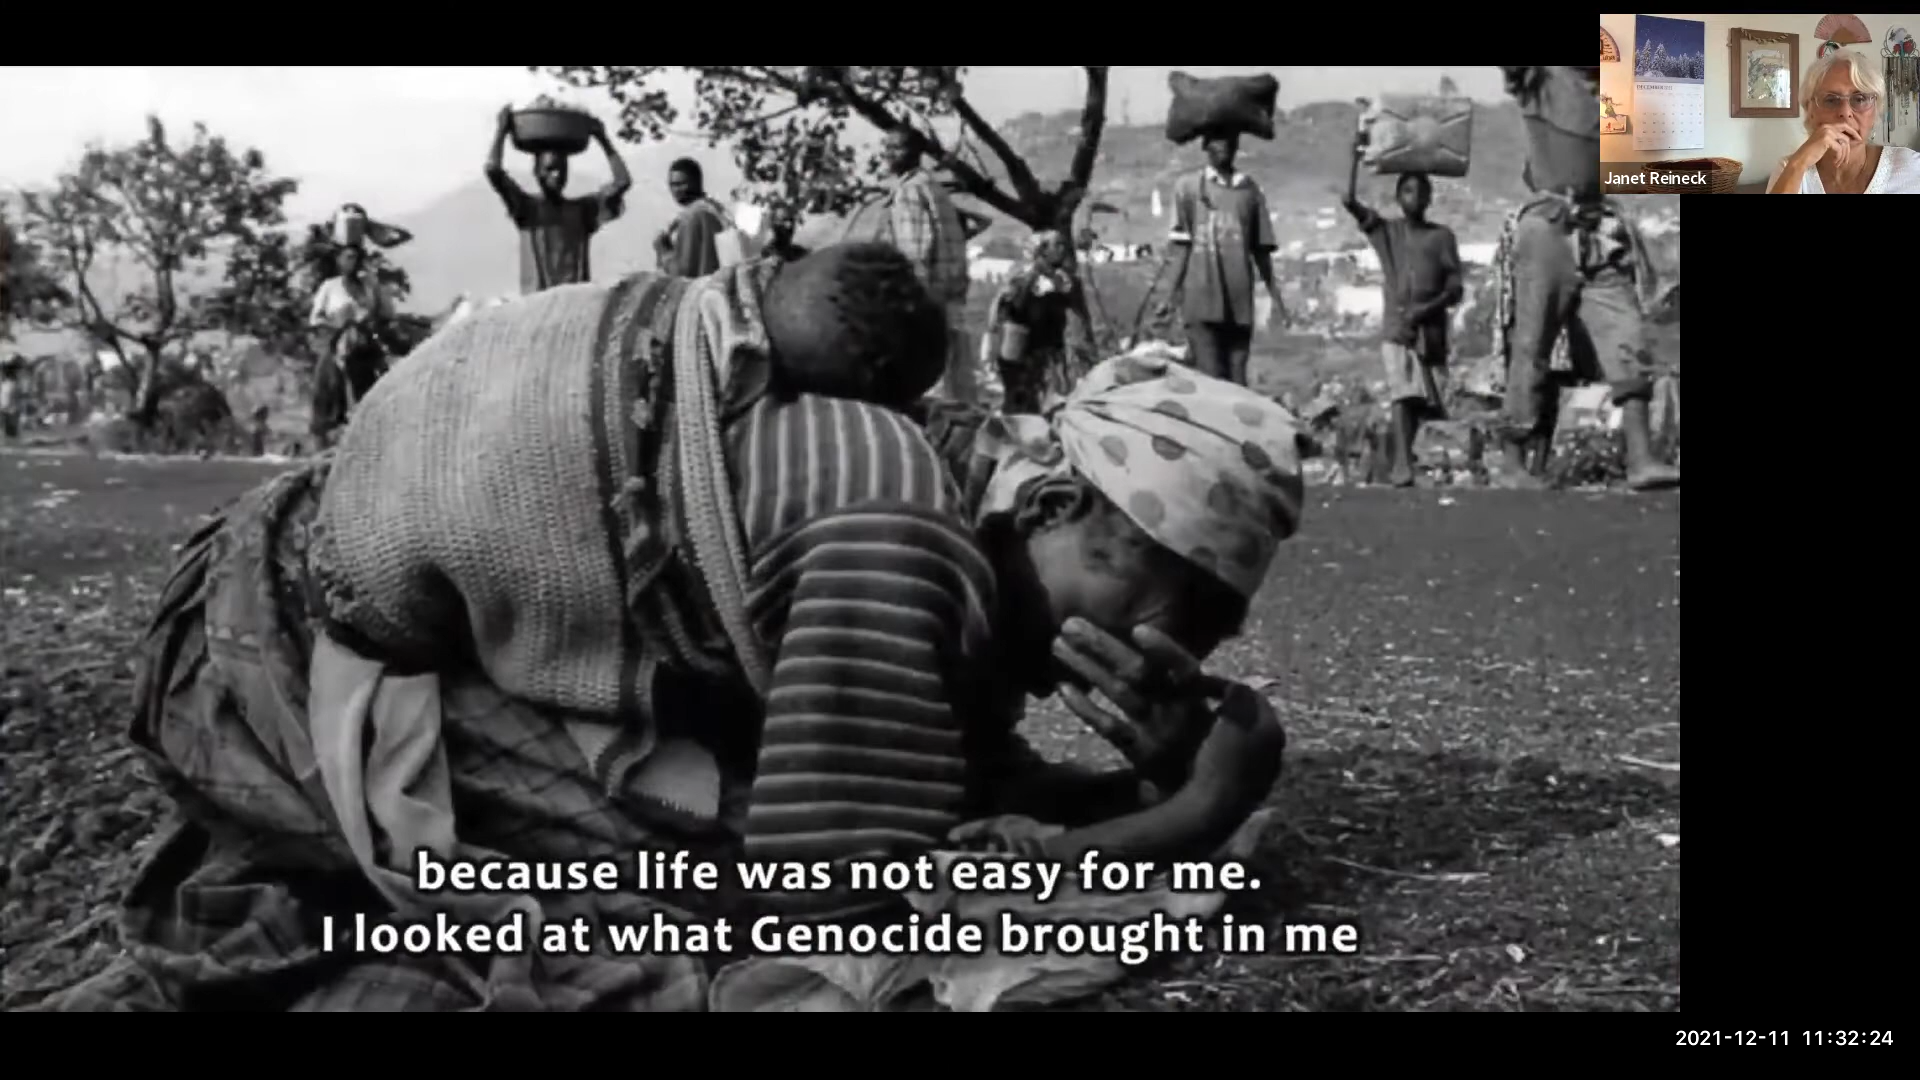 DECEMBER
Janet Reineck
because life was not easy for me.
I looked at what Genocide brought in me
2021-12-11 11:32:24